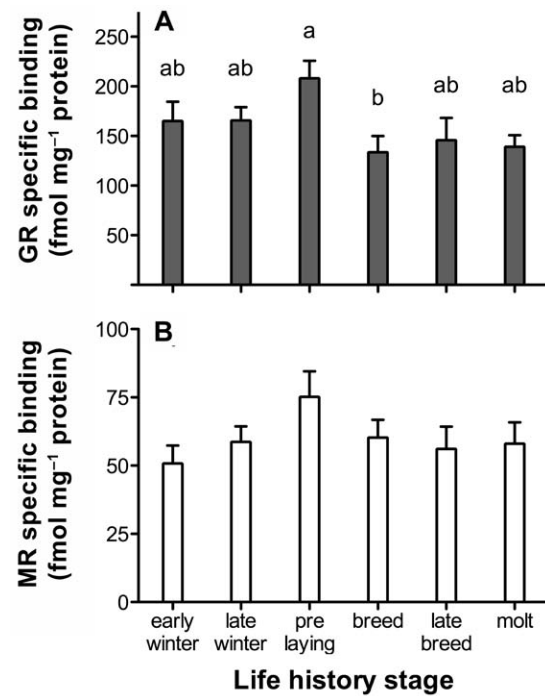 A
GR specific binding
(fmol mg⁻¹ protein)
250
200
150
100
50
ab
ab
a
b
ab
ab
B
MR specific binding
(fmol mg⁻¹ protein)
100
75
50
25
0
early
winter
late
winter
pre
laying
breed
late
breed
molt
Life history stage